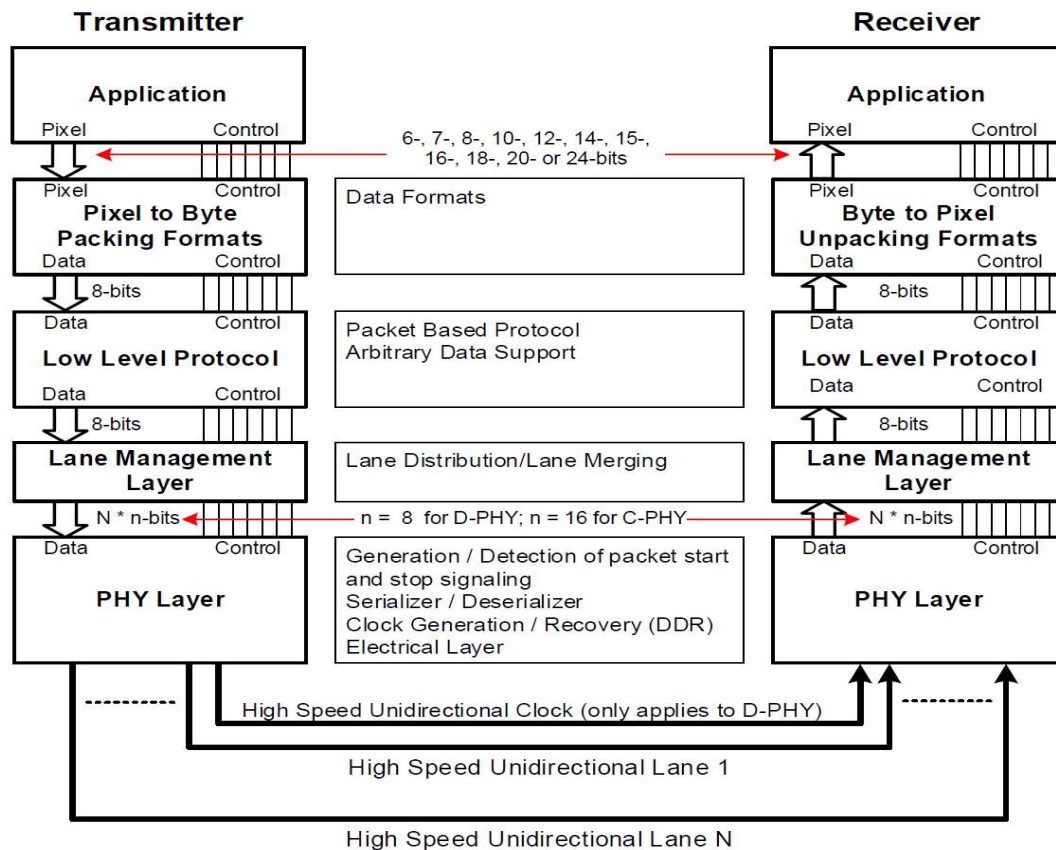 Transmitter
Receiver
Application
Pixel Control
Application
Pixel Control
6-, 7-, 8-, 10-, 12-, 14-, 15-,
16-, 18-, 20- or 24-bits
Pixel Control
Pixel to Byte
Packing Formats
Data Control
Data Formats
Pixel Control
Byte to Pixel
Unpacking Formats
Data Control
8-bits
8-bits
Data Control
Low Level Protocol
Data Control
Packet Based Protocol
Arbitrary Data Support
Data Control
Low Level Protocol
Data Control
8-bits
8-bits
Lane Management
Layer
Lane Distribution/Lane Merging
Lane Management
Layer
N * n-bits
n = 8 for D-PHY; n = 16 for C-PHY
N * n-bits
Data Control
PHY Layer
Generation / Detection of packet start
and stop signaling
Serializer / Deserializer
Clock Generation / Recovery (DDR)
Electrical Layer
Data Control
PHY Layer
High Speed Unidirectional Clock (only applies to D-PHY)
High Speed Unidirectional Lane 1
High Speed Unidirectional Lane N